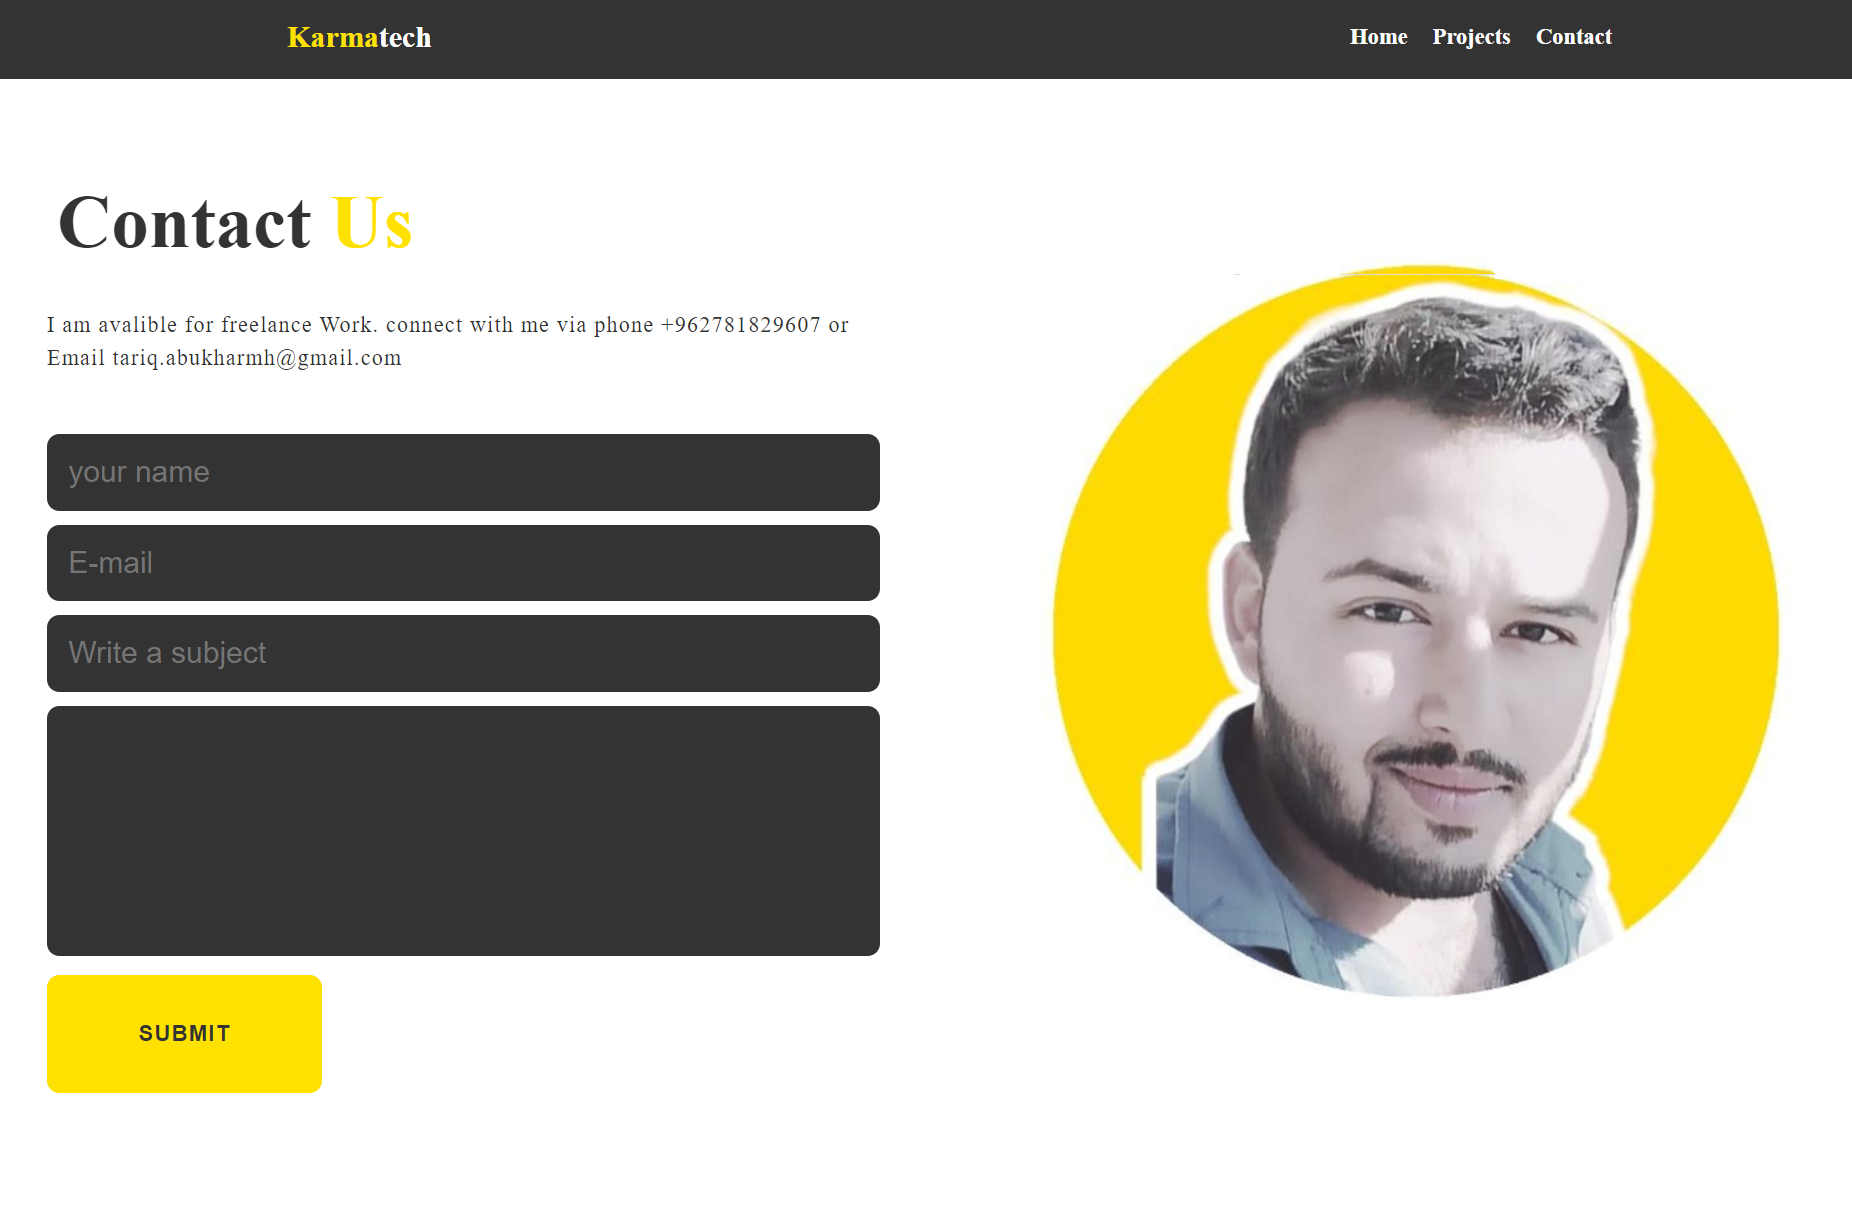 Karmatech
Home Projects Contact
Contact Us
I am avalible for freelance Work. connect with me via phone +962781829607 or
Email tariq.abukharmh@gmail.com
your name
E-mail
Write a subject
SUBMIT